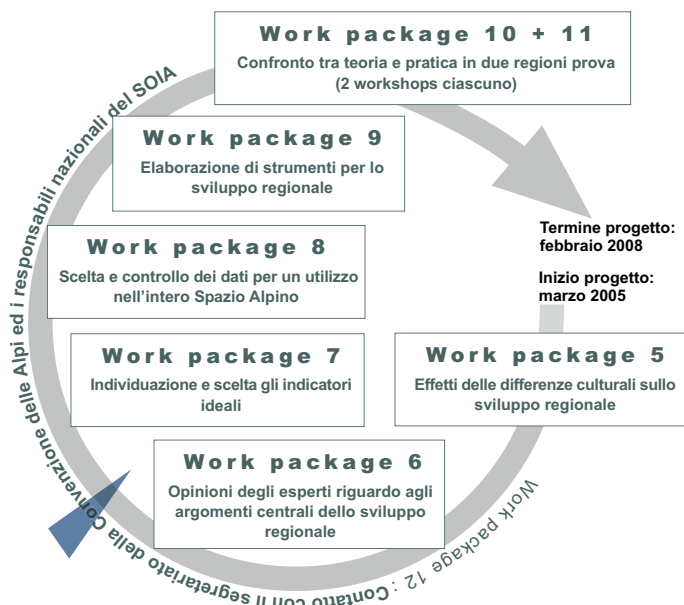 Work package 10 + 11
Confronto tra teoria e pratica in due regioni prova
(2 workshops ciascuno)
Work package 9
Elaborazione di strumenti per lo
sviluppo regionale
Work package 8
Scelta e controllo dei dati per un utilizzo
nell'intero Spazio Alpino
Work package 7
Individuazione e scelta gli indicatori
ideali
Work package 6
Opinioni degli esperti riguardo agli
argomenti centrali dello sviluppo
regionale
Work package 5
Effetti delle differenze culturali sullo
sviluppo regionale
Termine progetto:
febbraio 2008
Inizio progetto:
marzo 2005
Work package 12 : Contatto con il segretariato della Convenzione delle Alpi ed i responsabili nazionali del SOIA